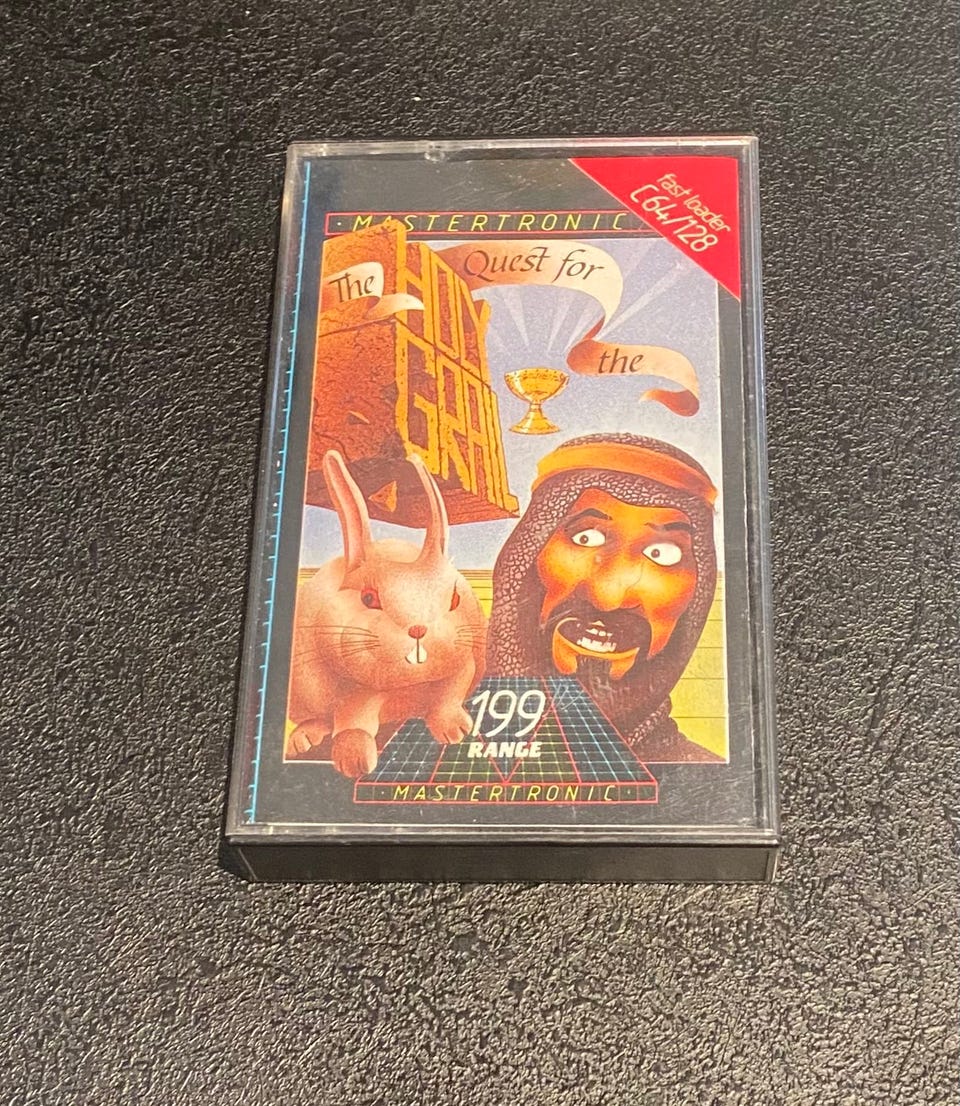 fast loader
C64/128
·MASTERTRONIC
The Quest for
the
HOLY
GRAIL
199
RANGE
·MASTERTRONIC·